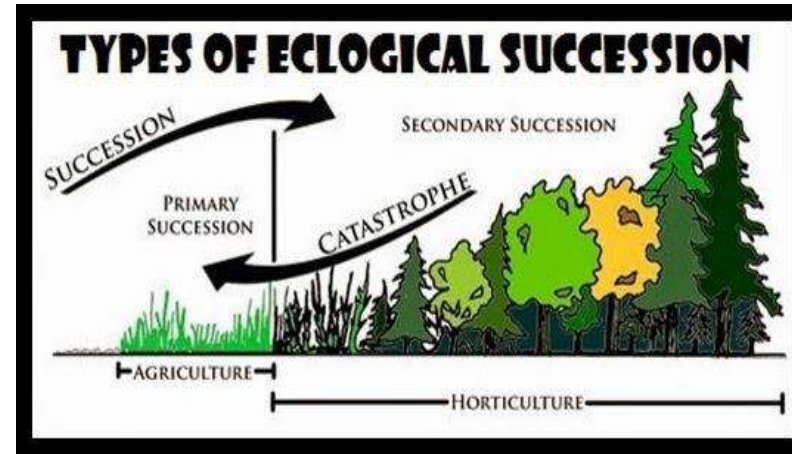 TYPES OF ECLOGICAL SUCCESSION
SUCCESSION
SECONDARY SUCCESSION
PRIMARY
SUCCESSION
CATASTROPHE
AGRICULTURE
HORTICULTURE